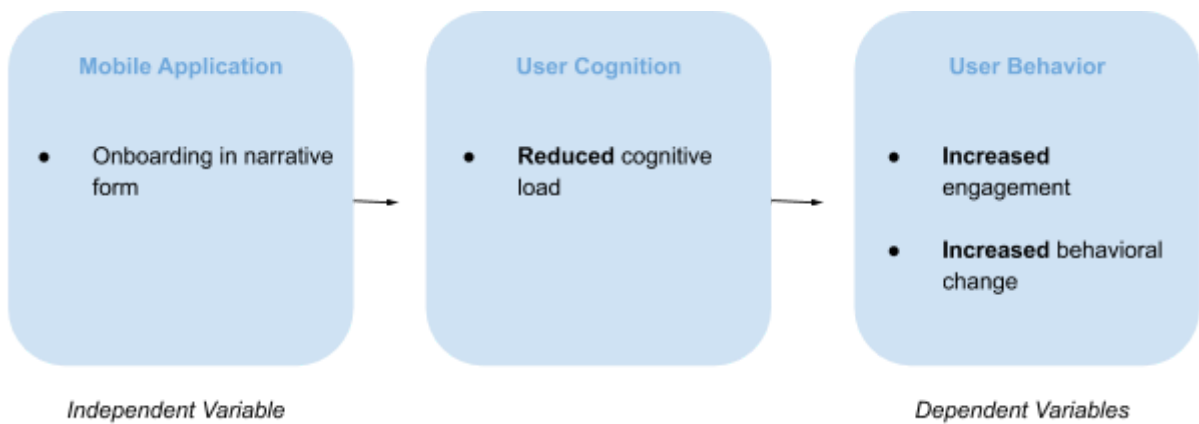 Mobile Application
● Onboarding in narrative
form
User Cognition
● Reduced cognitive
load
User Behavior
● Increased
engagement
● Increased behavioral
change
Independent Variable
Dependent Variables